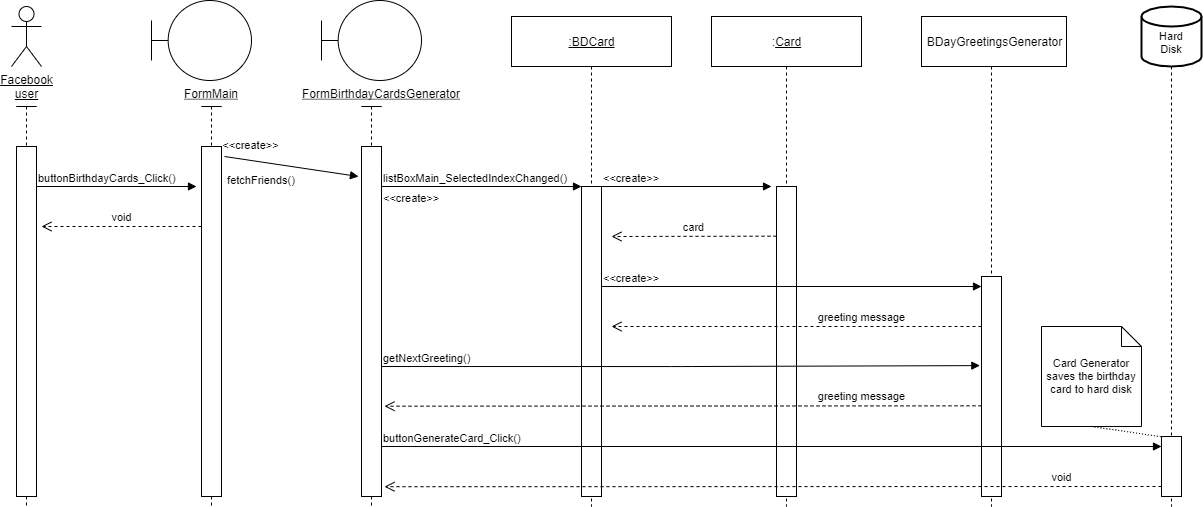 :BDCard
:Card
BDayGreetingsGenerator
Hard
Disk
Facebook
user
FormMain
FormBirthdayCardsGenerator
<<create>>
buttonBirthdayCards_Click()
fetchFriends()
listBoxMain_SelectedIndexChanged()
<<create>>
<<create>>
void
card
<<create>>
greeting message
getNextGreeting()
Card Generator
saves the birthday
card to hard disk
greeting message
buttonGenerateCard_Click()
void